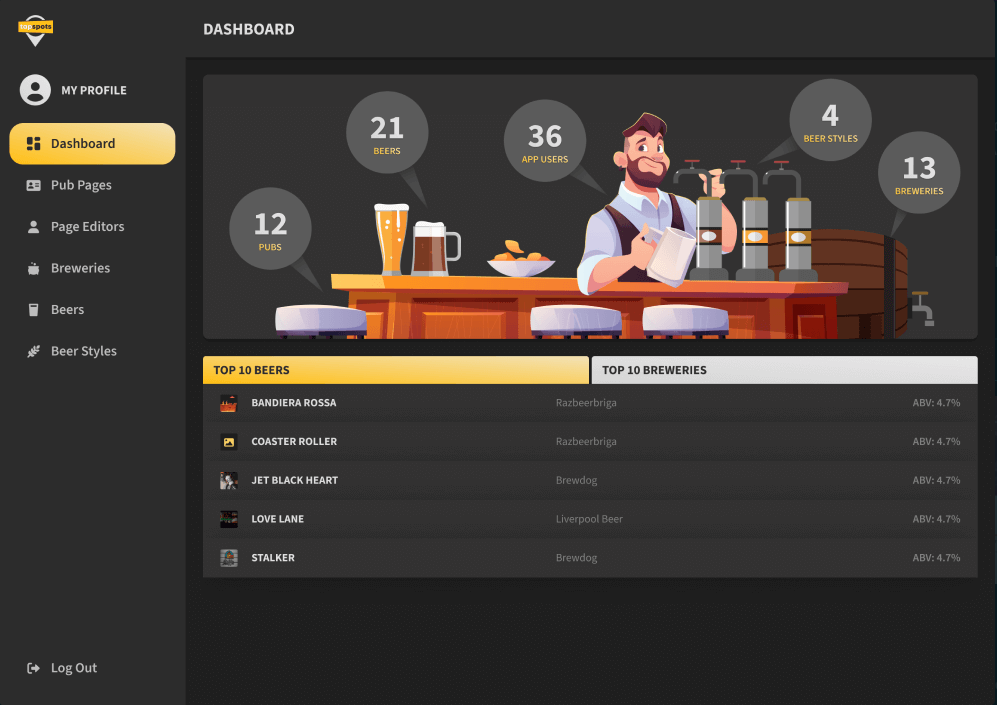 top spots
DASHBOARD
MY PROFILE
Dashboard
Pub Pages
Page Editors
Breweries
Beers
Beer Styles
Log Out
21
BEERS
36
APP USERS
4
BEER STYLES
13
BREWERIES
12
PUBS
TOP 10 BEERS
TOP 10 BREWERIES
BANDIERA ROSSA Razbeerbriga ABV: 4.7%
COASTER ROLLER Razbeerbriga ABV: 4.7%
JET BLACK HEART Brewdog ABV: 4.7%
LOVE LANE Liverpool Beer ABV: 4.7%
STALKER Brewdog ABV: 4.7%